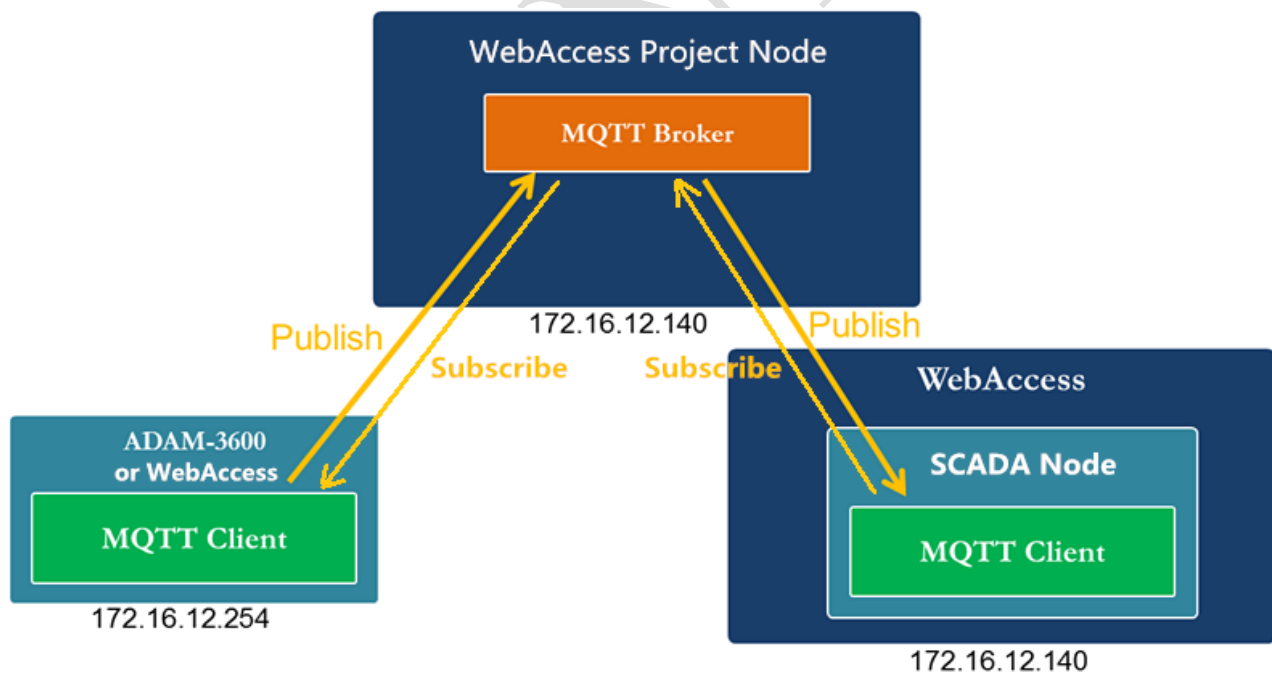 WebAccess Project Node
MQTT Broker
172.16.12.140
Publish
Subscribe
Publish
Subscribe
ADAM-3600
or WebAccess
MQTT Client
172.16.12.254
WebAccess
SCADA Node
MQTT Client
172.16.12.140